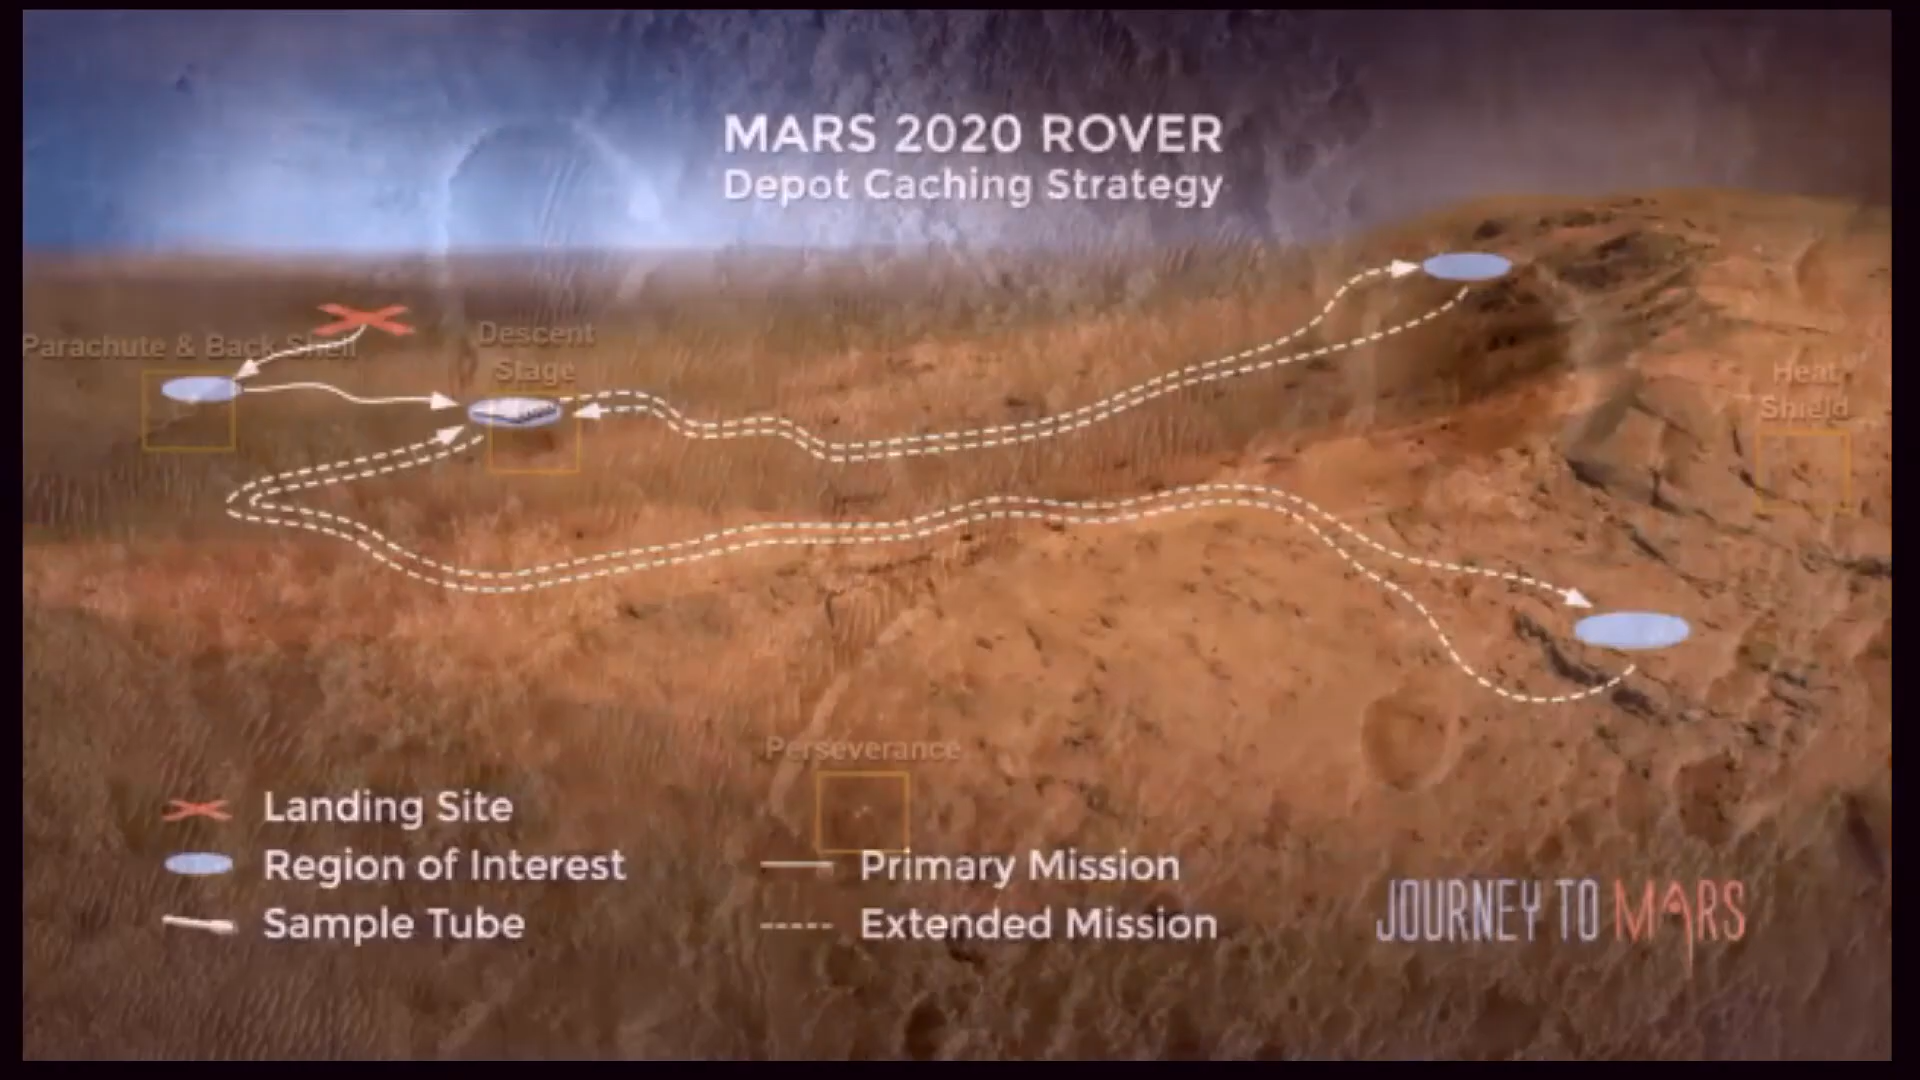 MARS 2020 ROVER
Depot Caching Strategy
Parachute & Back Shell
Descent
Stage
Heat
Shield
Perseverance
Landing Site
Region of Interest
Sample Tube
Primary Mission
Extended Mission
JOURNEY TO MARS